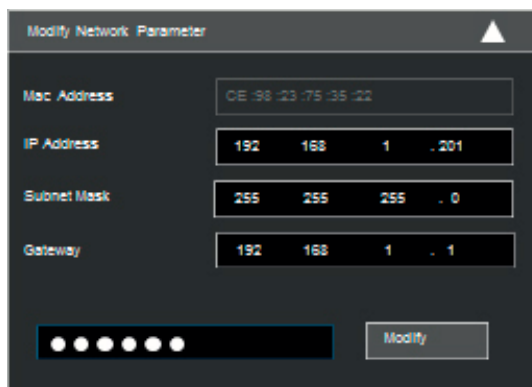 Modify Network Parameter
Mac Address CE :98 :23 :75 :35 :22
IP Address 192 168 1 . 201
Subnet Mask 255 255 255 . 0
Gateway 192 168 1 . 1
Modify